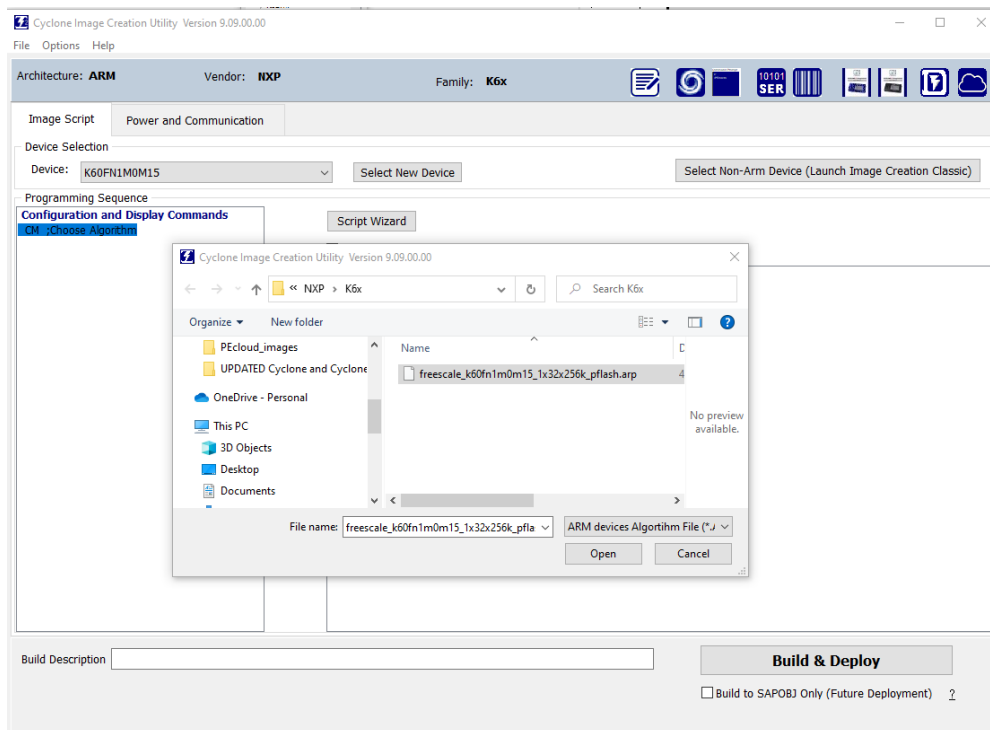 Cyclone Image Creation Utility Version 9.09.00.00
File Options Help
Architecture: ARM Vendor: NXP Family: K6x
10101
SER
Image Script Power and Communication
Device Selection
Device: K60FN1M0M15 Select New Device Select Non-Arm Device (Launch Image Creation Classic)
Programming Sequence
Configuration and Display Commands
CM ;Choose Algorithm
Script Wizard
Cyclone Image Creation Utility Version 9.09.00.00
« NXP > K6x Search K6x
Organize New folder
PEcloud_images
UPDATED Cyclone and Cyclone
OneDrive - Personal
This PC
3D Objects
Desktop
Documents
Name
freescale_k60fn1m0m15_1x32x256k_pflash.arp 4
No preview
available.
File name: freescale_k60fn1m0m15_1x32x256k_pfla ARM devices Algortihm File (*.
Open Cancel
Build Description
Build & Deploy
Build to SAPOBJ Only (Future Deployment) ?